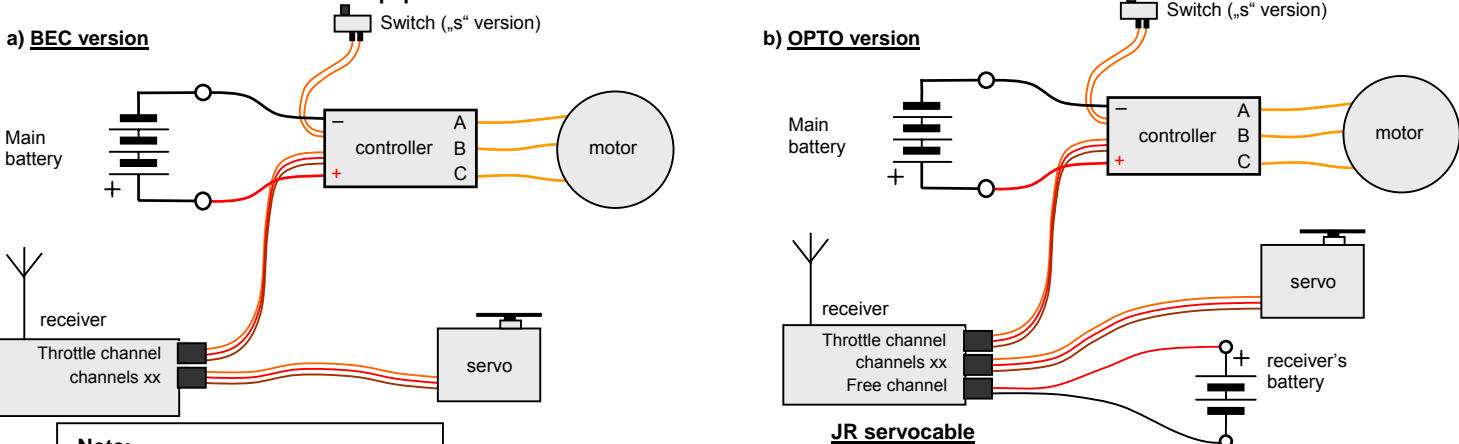 Switch („s“ version)
a) BEC version
Main
battery
+
−
+
controller
A
B
C
motor
receiver
Throttle channel
channels xx
servo
Note:
Switch („s“ version)
b) OPTO version
Main
battery
+
−
+
controller
A
B
C
motor
receiver
Throttle channel
channels xx
Free channel
servo
+
receiver's
battery
JR servocable